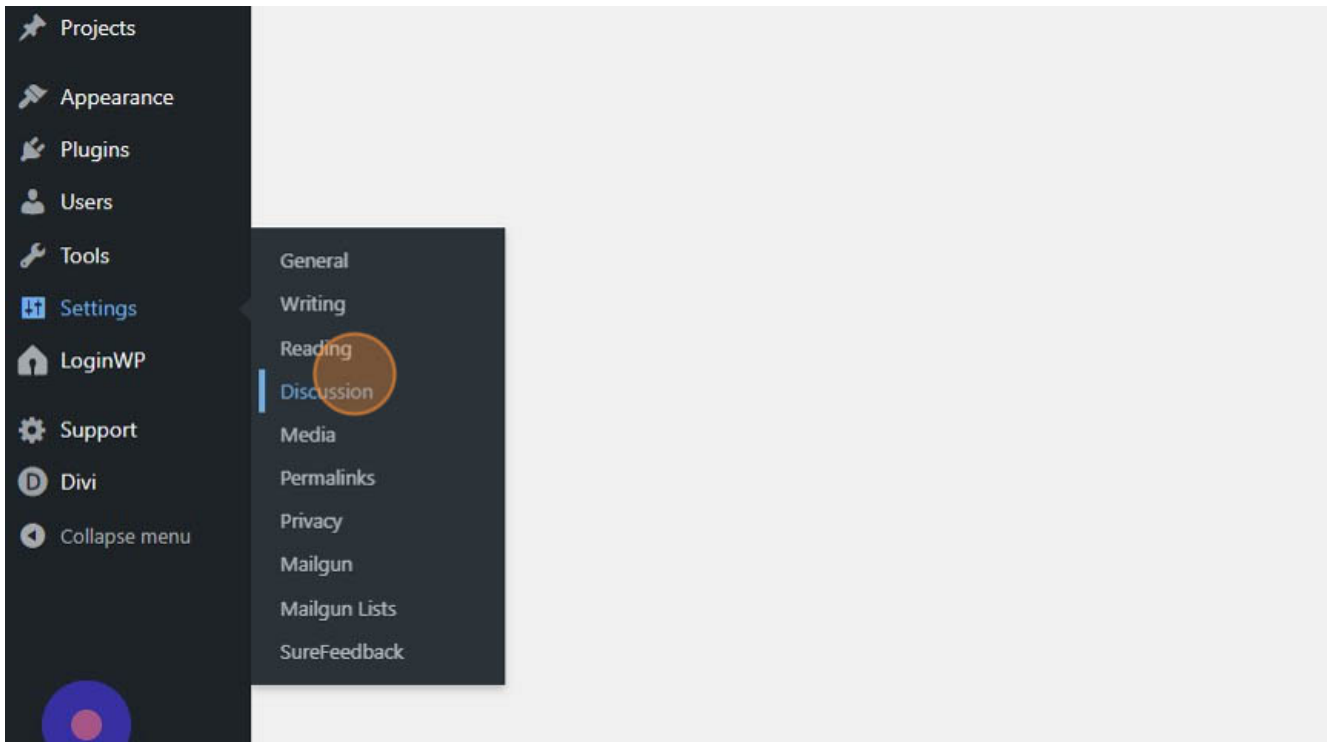 Projects
Appearance
Plugins
Users
Tools
Settings
LoginWP
Support
D Divi
Collapse menu
General
Writing
Reading
Discussion
Media
Permalinks
Privacy
Mailgun
Mailgun Lists
SureFeedback